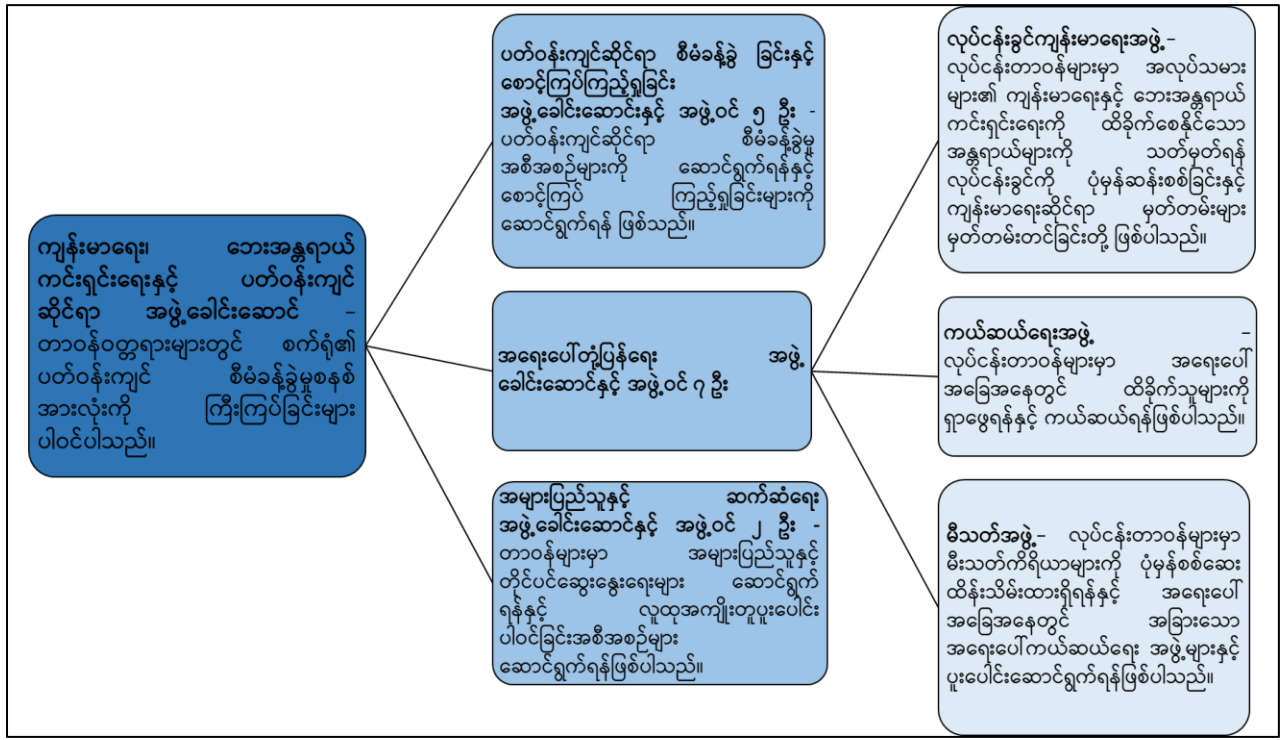 ကျန်းမာရေး၊ ဘေးအန္တရာယ်
ကင်းရှင်းရေးနှင့် ပတ်ဝန်းကျင်
ဆိုင်ရာ အဖွဲ့ခေါင်းဆောင် –
တာဝန်ဝတ္တရားများတွင် စက်ရုံ၏
ပတ်ဝန်းကျင် စီမံခန့်ခွဲမှုစနစ်
အားလုံးကို ကြီးကြပ်ခြင်းများ
ပါဝင်ပါသည်။
ပတ်ဝန်းကျင်ဆိုင်ရာ စီမံခန့်ခွဲ ခြင်းနှင့်
စောင့်ကြပ်ကြည့်ရှုခြင်း
အဖွဲ့ခေါင်းဆောင်းနှင့် အဖွဲ့ဝင် ၅ ဦး -
ပတ်ဝန်းကျင်ဆိုင်ရာ စီမံခန့်ခွဲမှု
အစီအစဉ်များကို ဆောင်ရွက်ရန်နှင့်
စောင့်ကြပ် ကြည့်ရှုခြင်းများကို
ဆောင်ရွက်ရန် ဖြစ်သည်။
အရေးပေါ်တုံ့ပြန်ရေး အဖွဲ့
ခေါင်းဆောင်နှင့် အဖွဲ့ဝင် ၇ ဦး
အများပြည်သူနှင့် ဆက်ဆံရေး
အဖွဲ့ခေါင်းဆောင်နှင့် အဖွဲ့ဝင် ၂ ဦး -
တာဝန်များမှာ အများပြည်သူနှင့်
တိုင်ပင်ဆွေးနွေးရေးများ ဆောင်ရွက်
ရန်နှင့် လူထုအကျိုးတူပူးပေါင်း
ပါဝင်ခြင်းအစီအစဉ်များ
ဆောင်ရွက်ရန်ဖြစ်ပါသည်။
လုပ်ငန်းခွင်ကျန်းမာရေးအဖွဲ့–
လုပ်ငန်းတာဝန်များမှာ အလုပ်သမား
များ၏ ကျန်းမာရေးနှင့် ဘေးအန္တရာယ်
ကင်းရှင်းရေးကို ထိခိုက်စေနိုင်သော
အန္တရာယ်များကို သတ်မှတ်ရန်
လုပ်ငန်းခွင်ကို ပုံမှန်ဆန်းစစ်ခြင်းနှင့်
ကျန်းမာရေးဆိုင်ရာ မှတ်တမ်းများ
မှတ်တမ်းတင်ခြင်းတို့ ဖြစ်ပါသည်။
ကယ်ဆယ်ရေးအဖွဲ့ –
လုပ်ငန်းတာဝန်များမှာ အရေးပေါ်
အခြေအနေတွင် ထိခိုက်သူများကို
ရှာဖွေရန်နှင့် ကယ်ဆယ်ရန်ဖြစ်ပါသည်။
မီသတ်အဖွဲ့– လုပ်ငန်းတာဝန်များမှာ
မီးသတ်ကိရိယာများကို ပုံမှန်စစ်ဆေး
ထိန်းသိမ်းထားရှိရန်နှင့် အရေးပေါ်
အခြေအနေတွင် အခြားသော
အရေးပေါ်ကယ်ဆယ်ရေး အဖွဲ့များနှင့်
ပူးပေါင်းဆောင်ရွက်ရန်ဖြစ်ပါသည်။